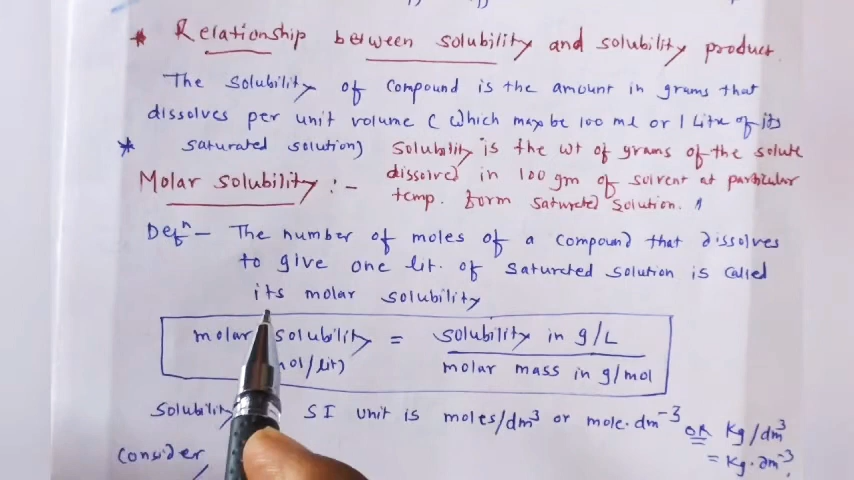 * Relationship between solubility and solubility product.
The solubility of compound is the amount in grams that
dissolves per unit volume ( Which may be 100 ml or 1 Litre of its
saturated solution)
* solubility is the wt of grams of the solute
dissolved in 100 gm of solvent at particular
temp. form saturated solution.
Molar solubility :-
Defⁿ - The number of moles of a compound that dissolves
to give one lit. of saturated solution is called
its molar solubility
molar solubility = solubility in g/L
mol/lit) molar mass in g/mol
Solubility SI unit is moles/dm³ or mole.dm⁻³ OR Kg/dm³
= Kg.dm⁻³.
Consider